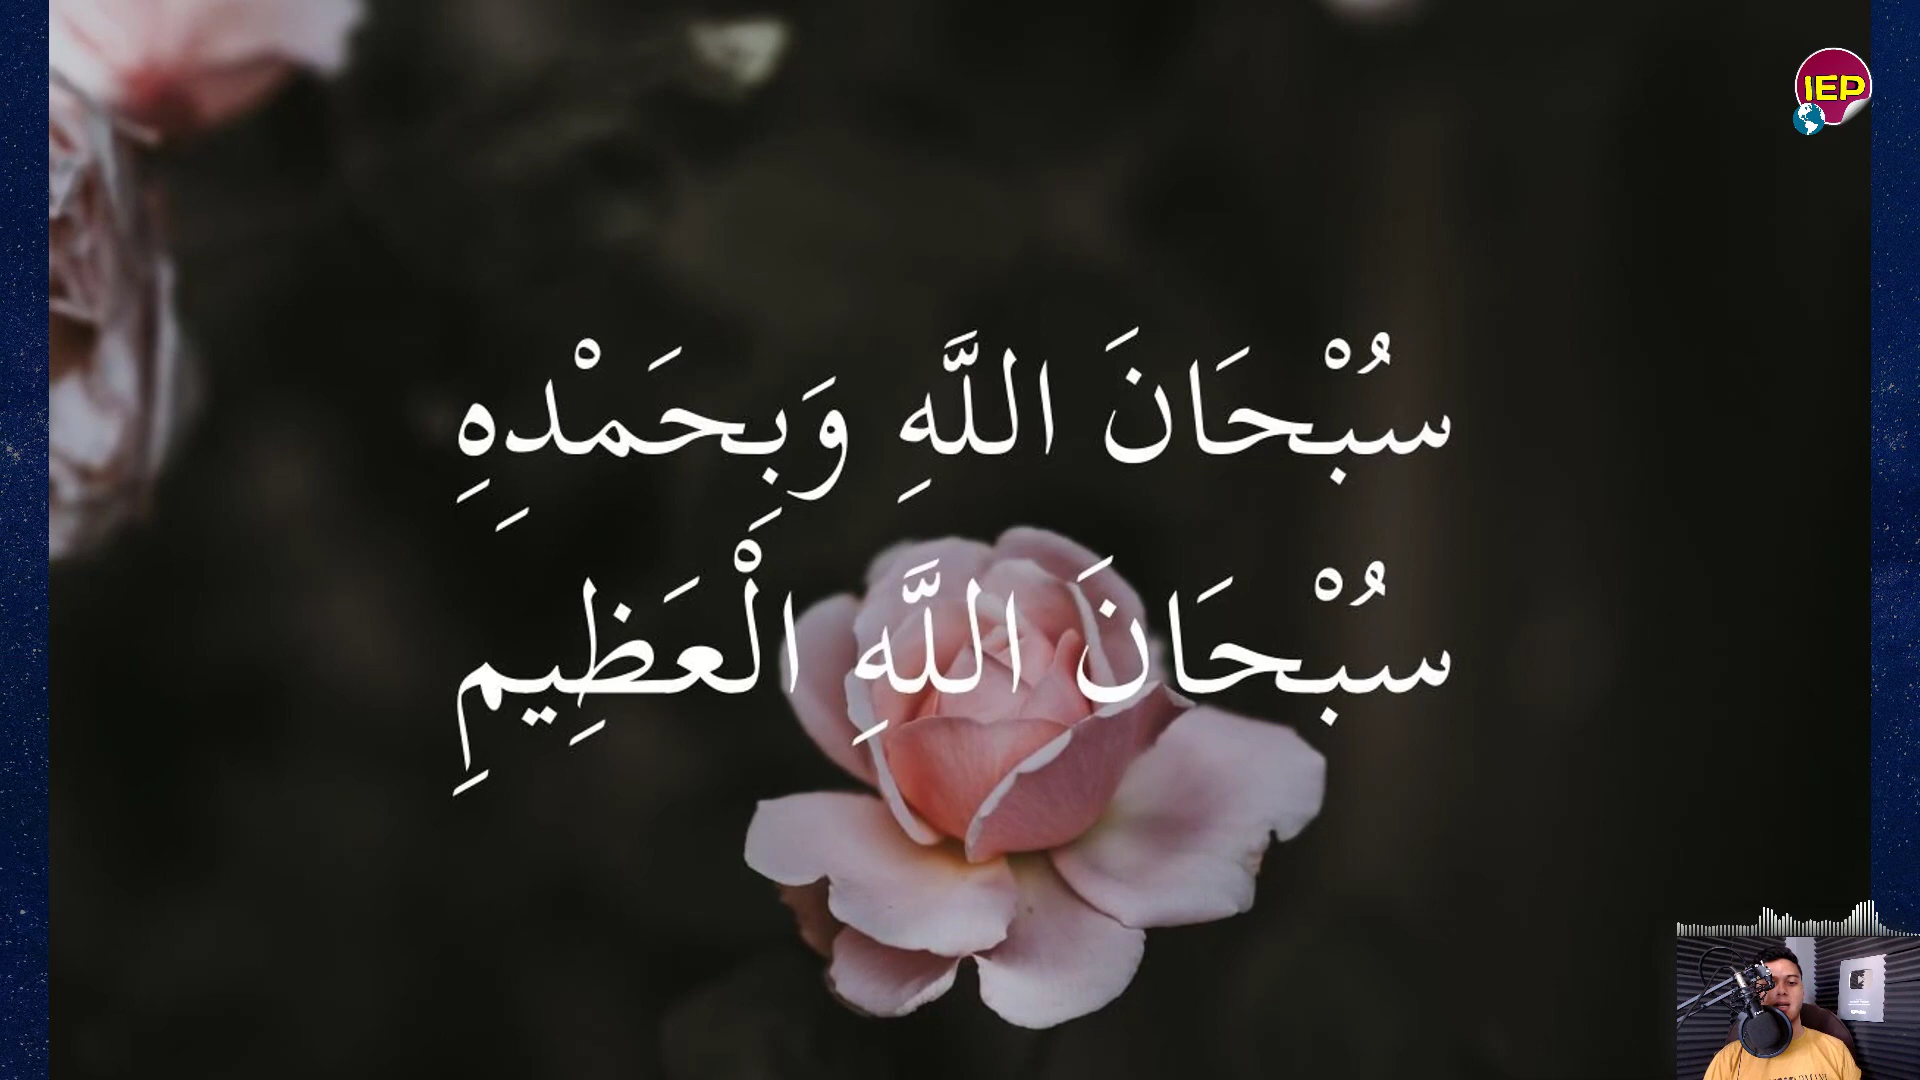 سُبْحَانَ اللَّهِ وَبِحَمْدِهِ
سُبْحَانَ اللَّهِ الْعَظِيمِ
IEP